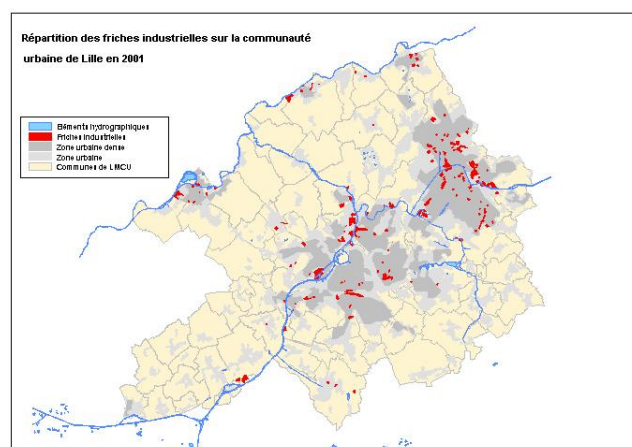 Répartition des friches industrielles sur la communauté
urbaine de Lille en 2001
Eléments hydrographiques
Friches industrielles
Zone urbaine dense
Zone urbaine
Communes de LMCU